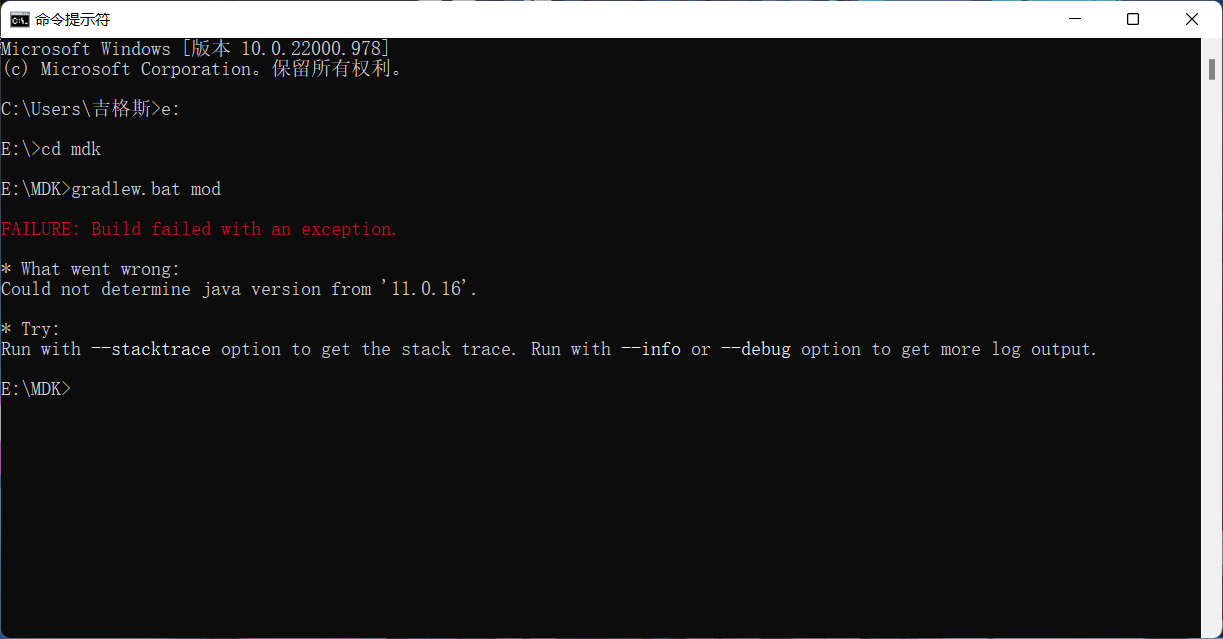 命令提示符
Microsoft Windows [版本 10.0.22000.978]
(c) Microsoft Corporation。保留所有权利。
C:\Users\吉格斯>e:
E:\>cd mdk
E:\MDK>gradlew.bat mod
FAILURE: Build failed with an exception.
* What went wrong:
Could not determine java version from '11.0.16'.
* Try:
Run with --stacktrace option to get the stack trace. Run with --info or --debug option to get more log output.
E:\MDK>